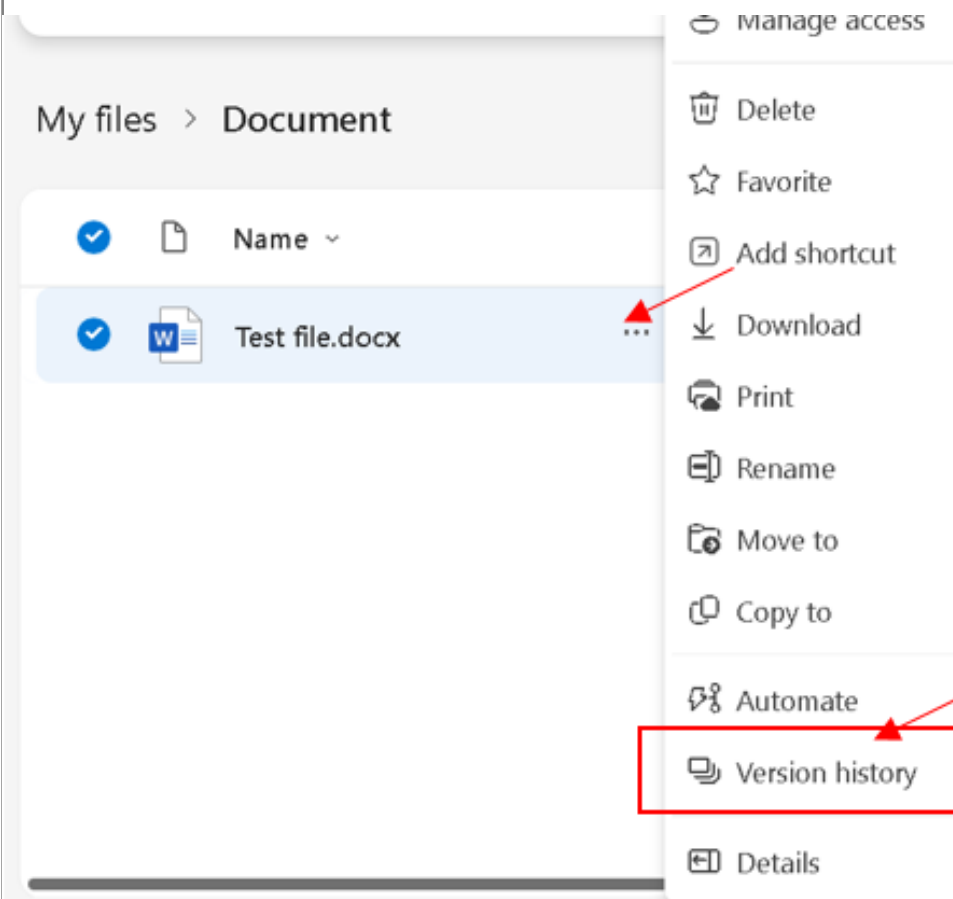 Manage access
My files > Document
Delete
Favorite
Name
Add shortcut
W
Test file.docx
...
Download
Print
Rename
Move to
Copy to
Automate
Version history
Details